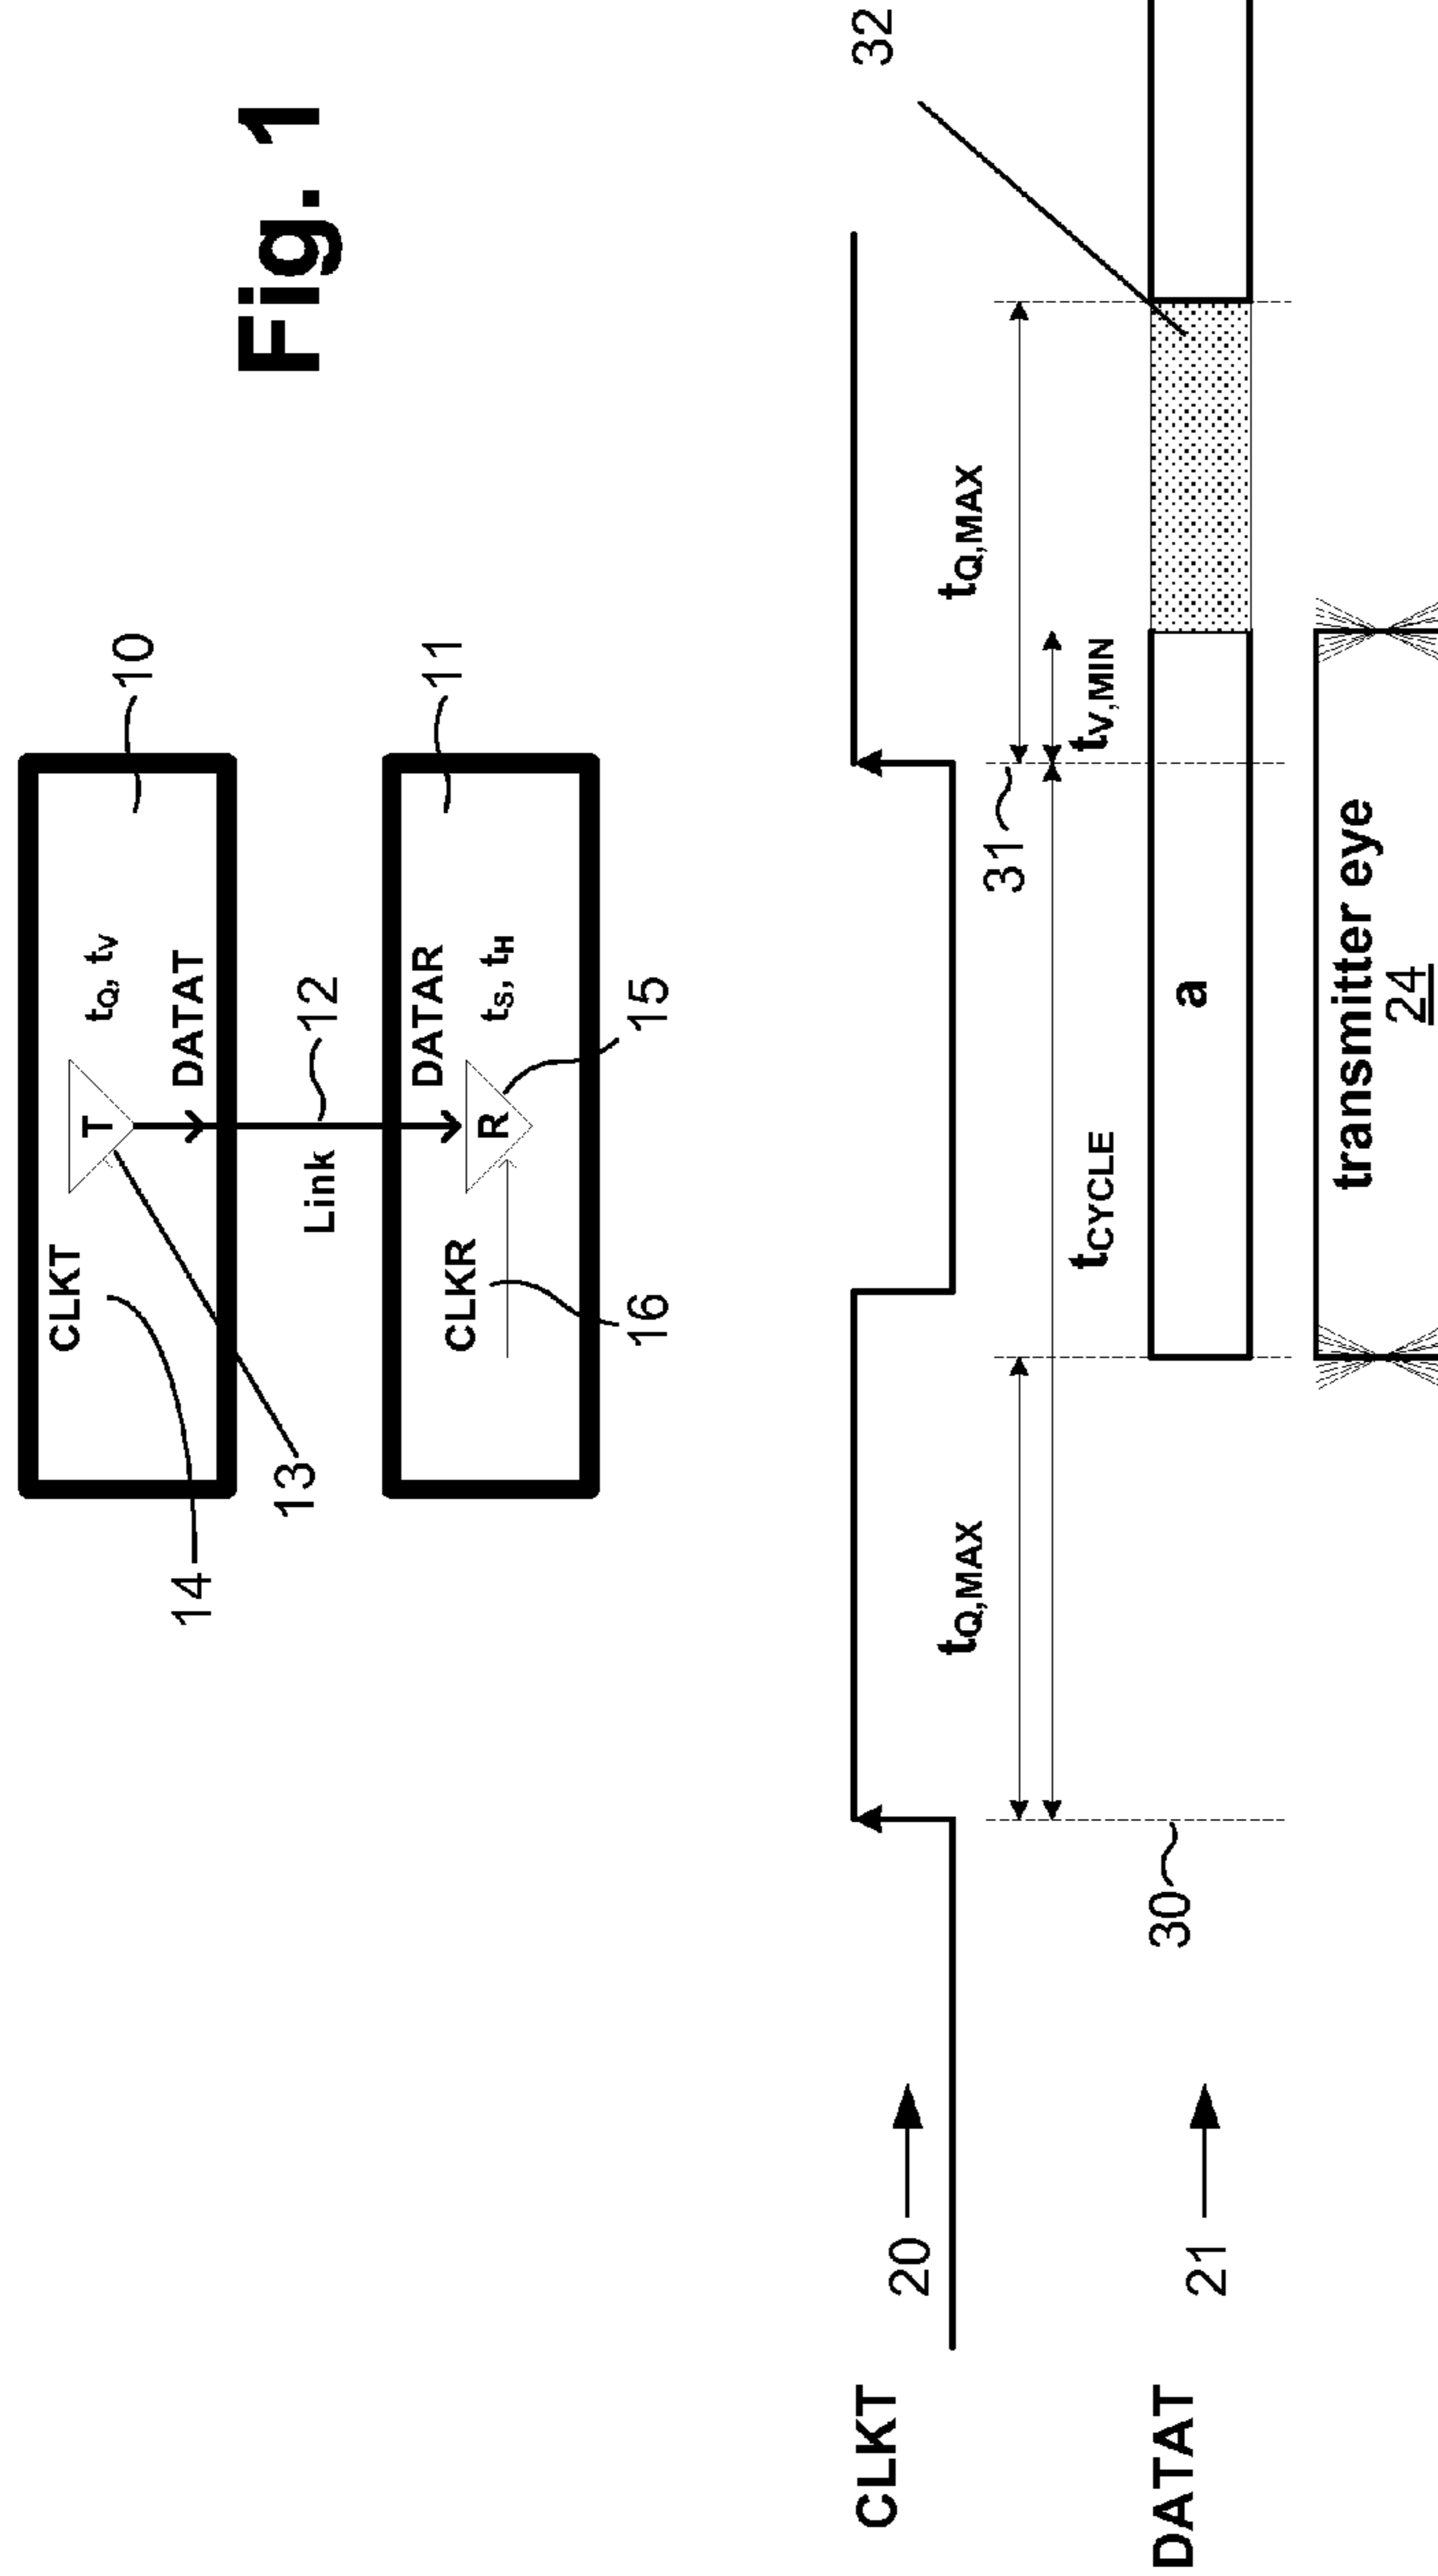 Fig. 1
10
CLKT
T
tQ, tV
DATAT
14
13
Link
12
11
DATAR
CLKR
R
tS, tH
16
15
CLKT
20
32
tQ,MAX
tQ,MAX
31
tCYCLE
tV,MIN
DATAT
21
30
a
transmitter eye
24